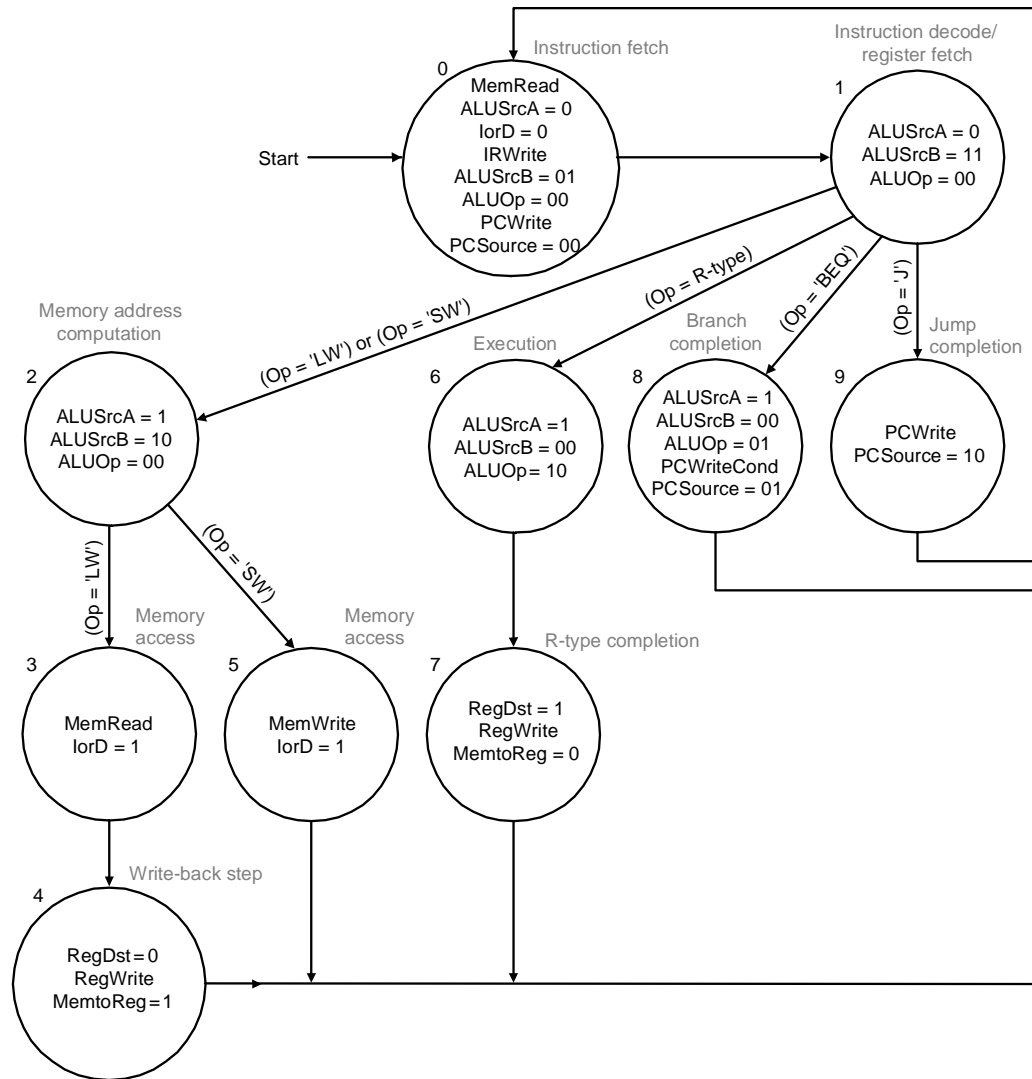 Instruction fetch
0
MemRead
ALUSrcA = 0
IorD = 0
IRWrite
ALUSrcB = 01
ALUOp = 00
PCWrite
PCSource = 00
Start
Instruction decode/
register fetch
1
ALUSrcA = 0
ALUSrcB = 11
ALUOp = 00
(Op = 'LW') or (Op = 'SW')
(Op = R-type)
(Op = 'BEQ')
(Op = 'J')
Memory address
computation
2
ALUSrcA = 1
ALUSrcB = 10
ALUOp = 00
Execution
6
ALUSrcA =1
ALUSrcB = 00
ALUOp= 10
Branch
completion
8
ALUSrcA = 1
ALUSrcB = 00
ALUOp = 01
PCWriteCond
PCSource = 01
Jump
completion
9
PCWrite
PCSource = 10
(Op = 'LW')
(Op = 'SW')
Memory
access
3
MemRead
IorD = 1
Memory
access
5
MemWrite
IorD = 1
R-type completion
7
RegDst = 1
RegWrite
MemtoReg = 0
Write-back step
4
RegDst=0
RegWrite
MemtoReg=1